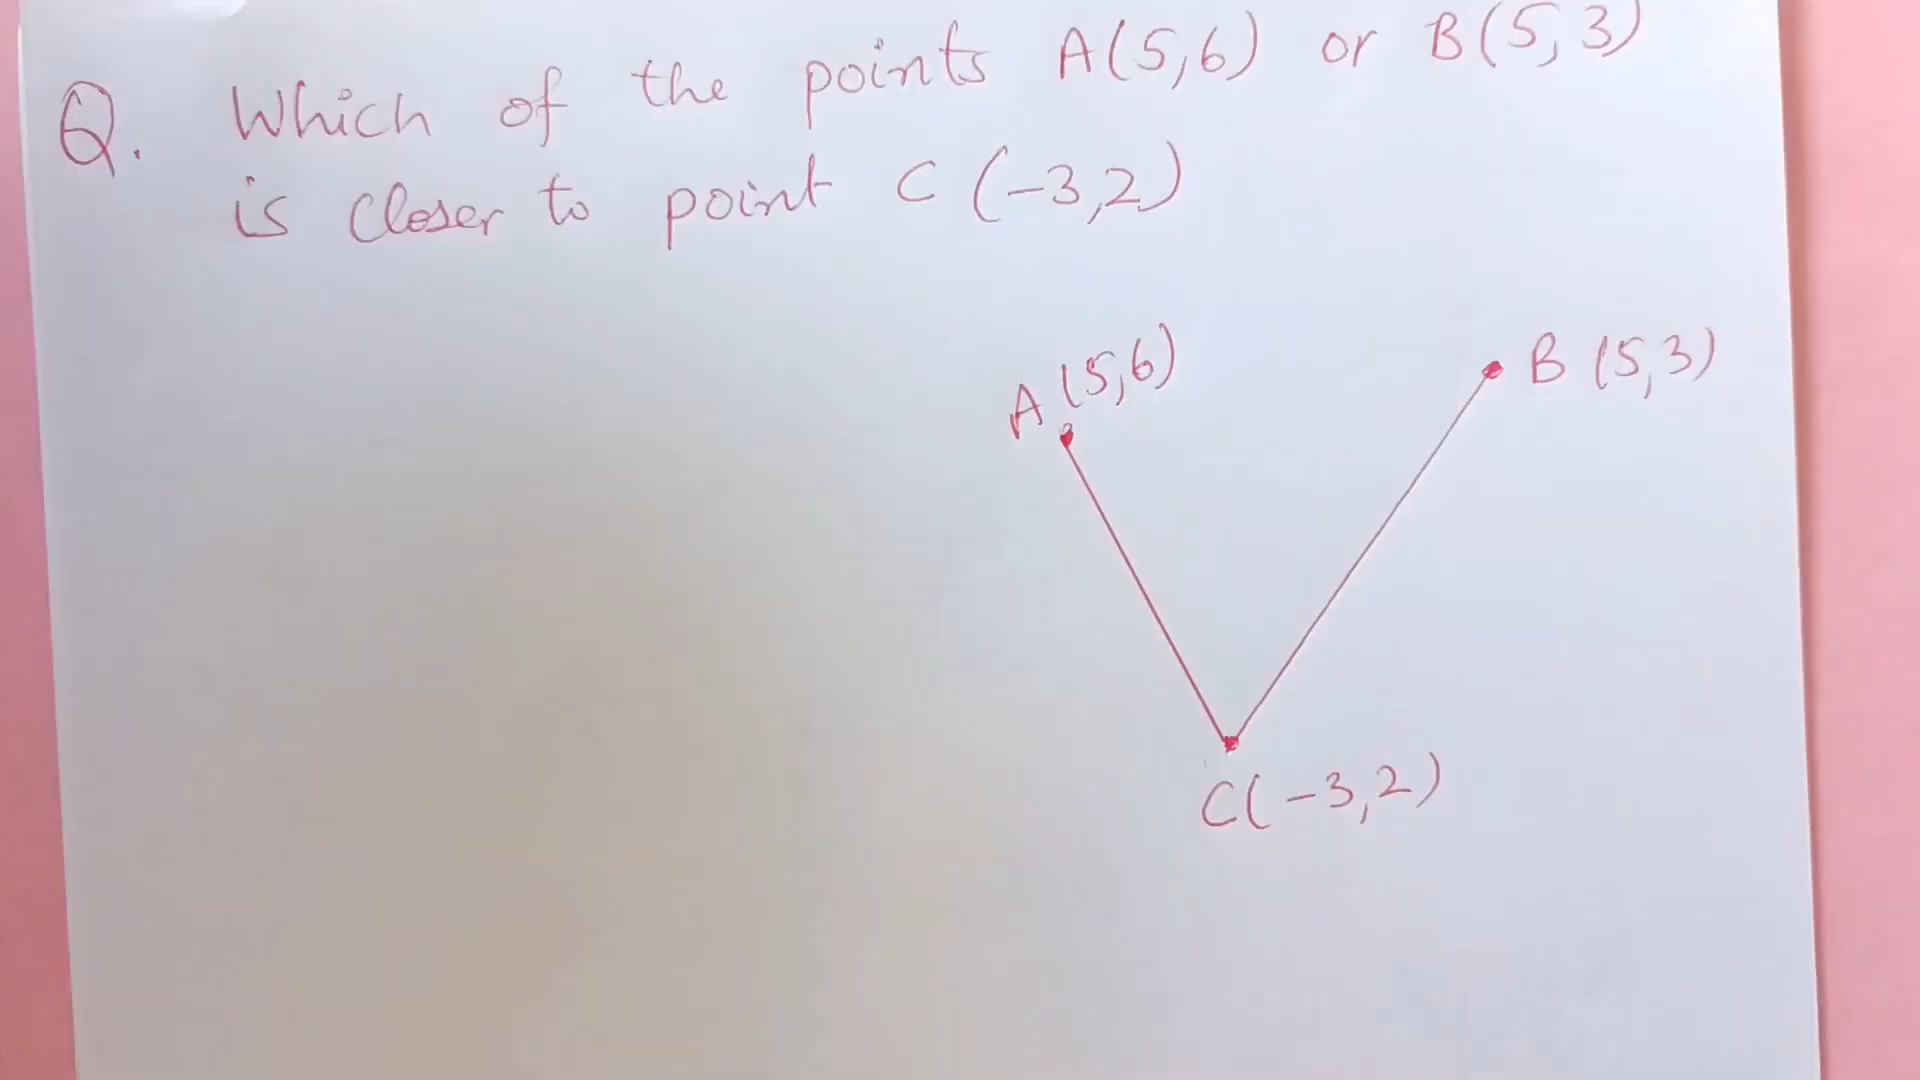 Q. Which of the points A(5,6) or B(5,3)
is closer to point C (-3,2)
A(5,6)
B (5,3)
C(-3,2)